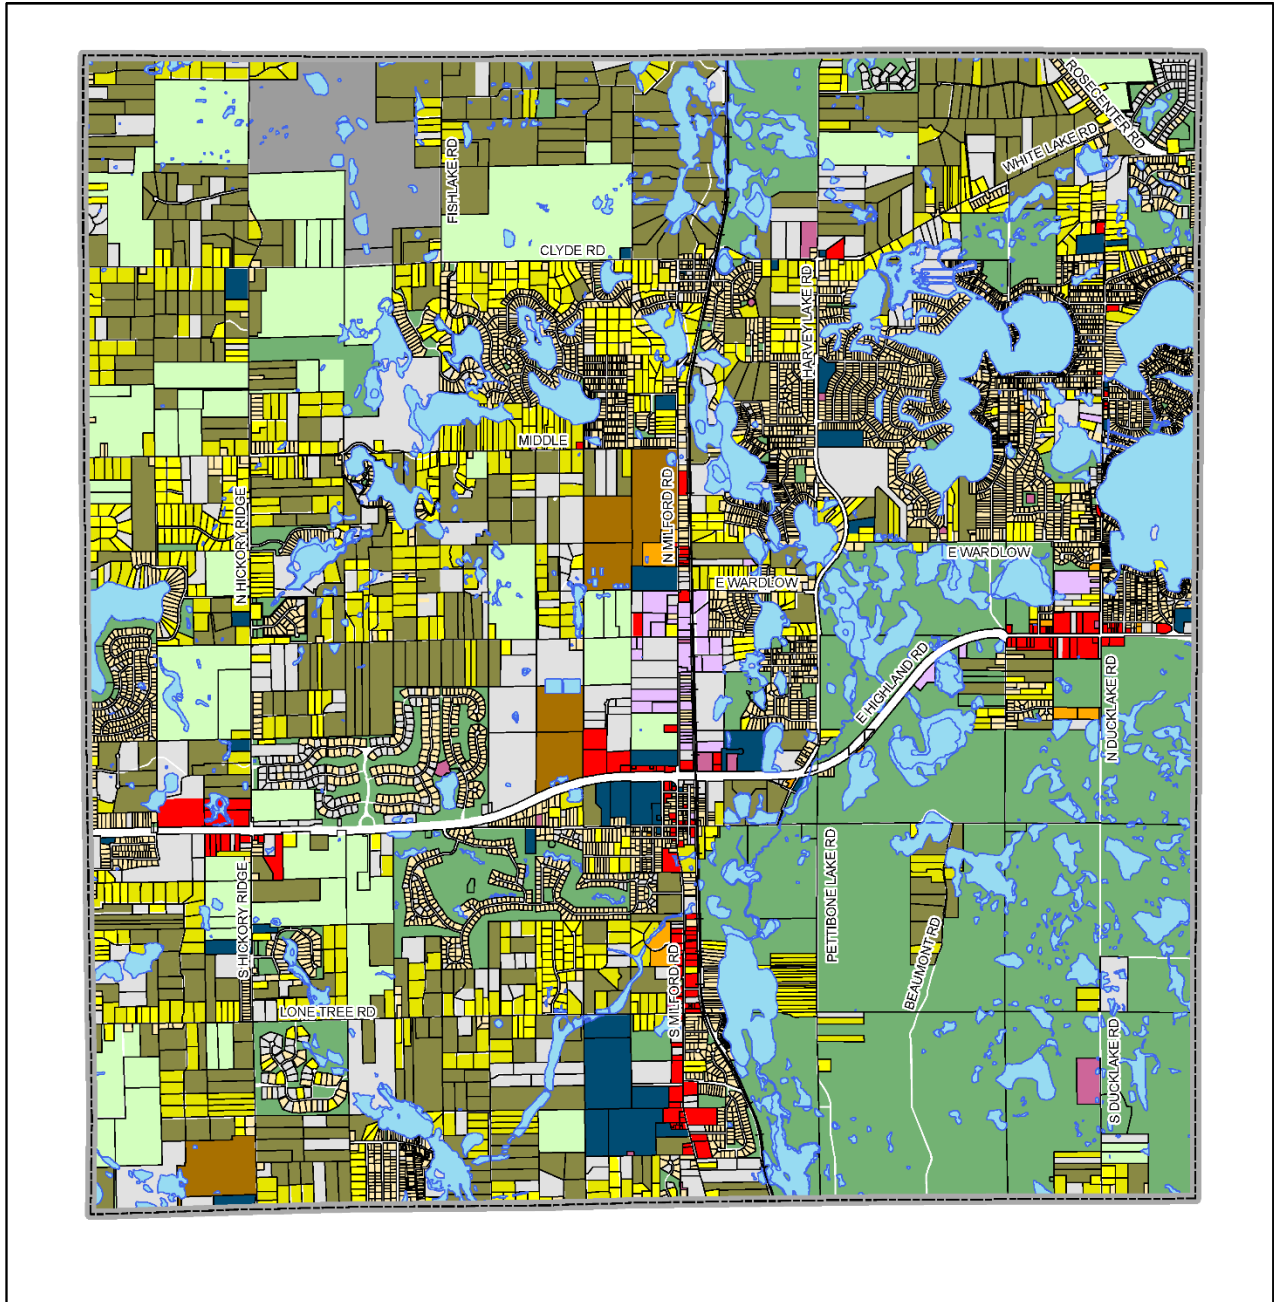 ROSECENTER RD
WHITE LAKE RD
FISHLAKE RD
CLYDE RD
HARVEY LAKE RD
MIDDLE
N HICKORY RIDGE
N MILFORD RD
E WARDLOW
E WARDLOW
E HIGHLAND RD
N DUCKLAKE RD
PETTIBONE LAKE RD
S HICKORY RIDGE
BEAUMONT RD
S MILFORD RD
LONE TREE RD
S DUCKLAKE RD